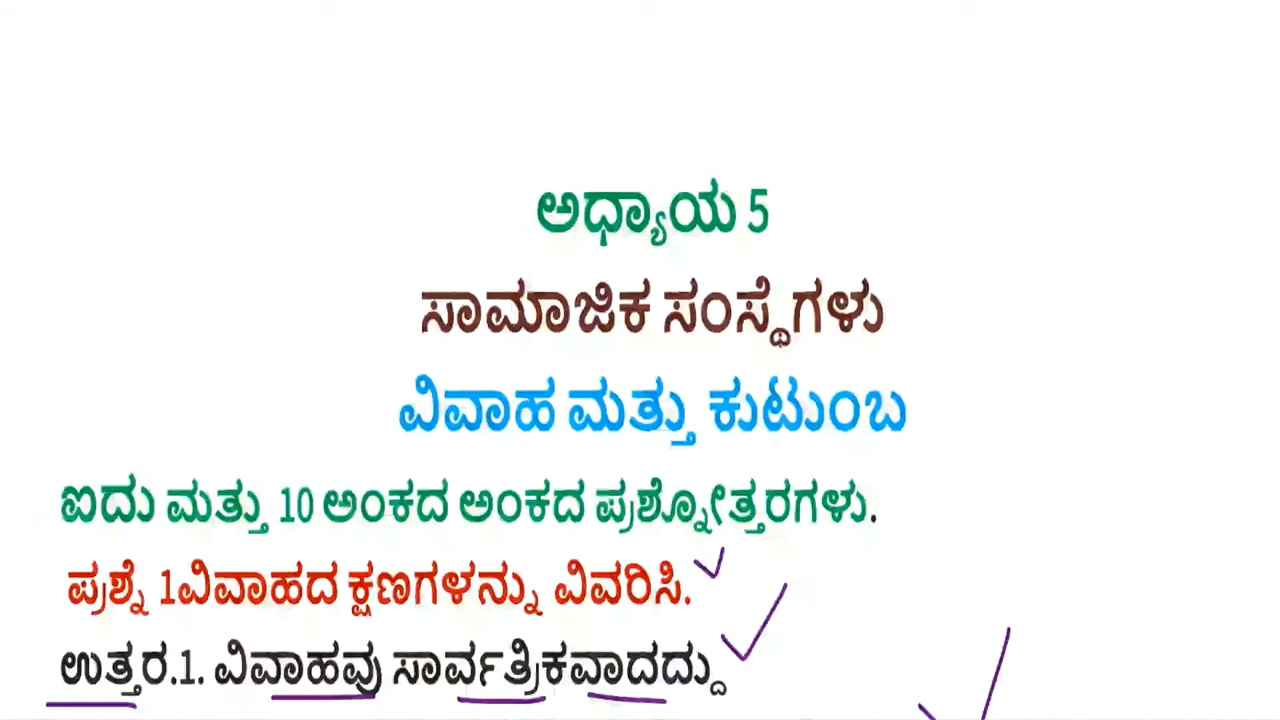 ಅಧ್ಯಾಯ 5
ಸಾಮಾಜಿಕ ಸಂಸ್ಥೆಗಳು
ವಿವಾಹ ಮತ್ತು ಕುಟುಂಬ
ಐದು ಮತ್ತು 10 ಅಂಕದ ಅಂಕದ ಪ್ರಶ್ನೋತ್ತರಗಳು.
ಪ್ರಶ್ನೆ 1ವಿವಾಹದ ಕ್ಷಣಗಳನ್ನು ವಿವರಿಸಿ.
ಉತ್ತರ.1. ವಿವಾಹವು ಸಾರ್ವತ್ರಿಕವಾದದ್ದು